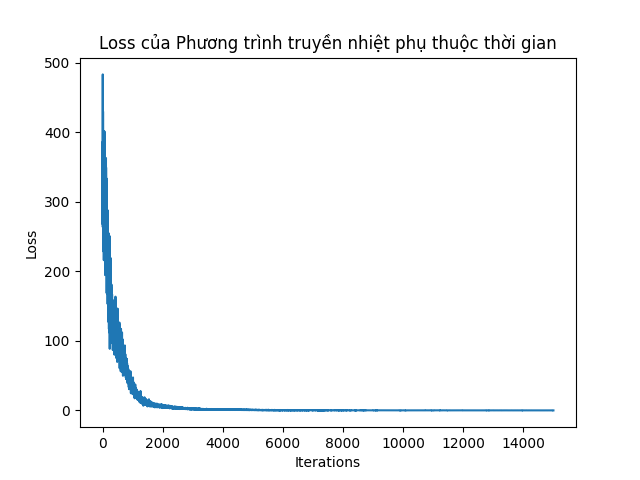 Loss của Phương trình truyền nhiệt phụ thuộc thời gian
500
400
300
200
100
0
Loss
0 2000 4000 6000 8000 10000 12000 14000
Iterations